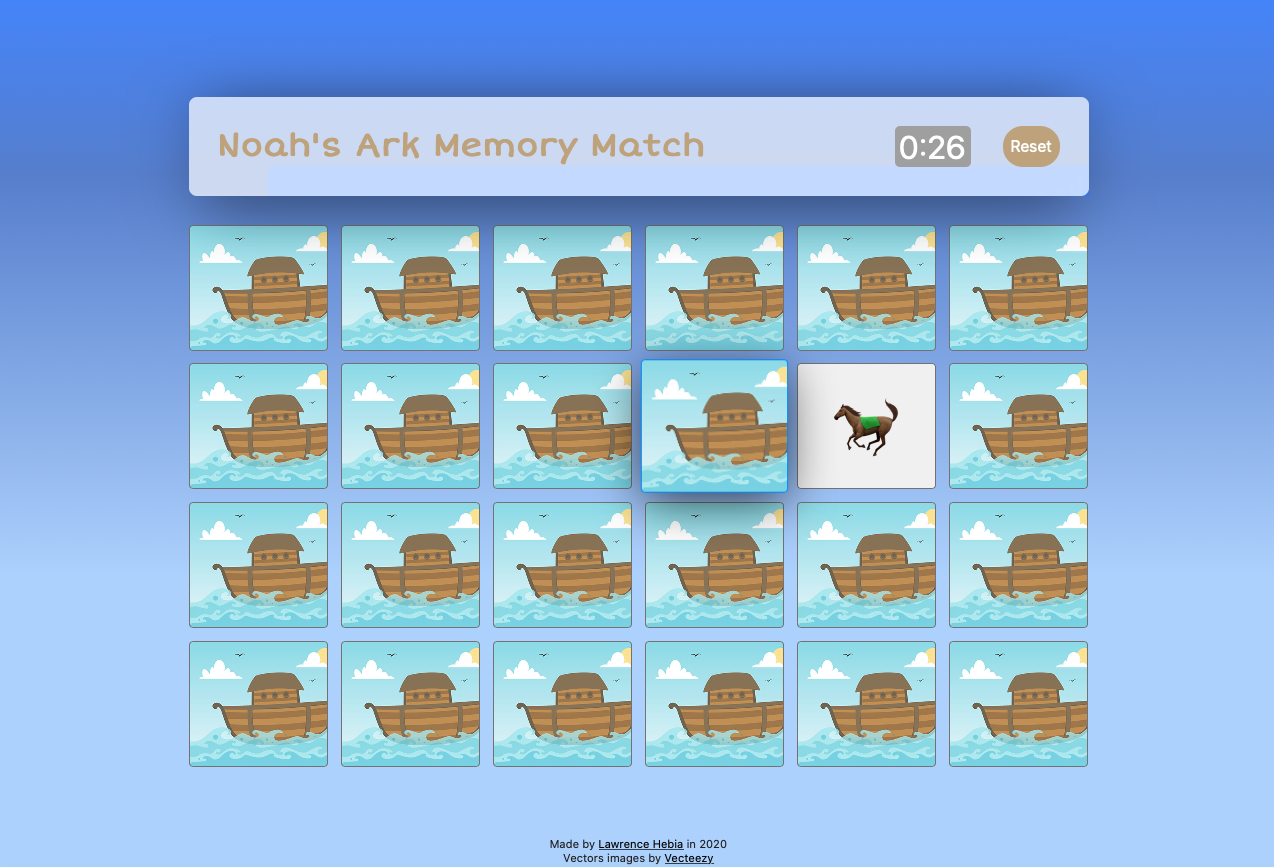 Noah's Ark Memory Match
0:26
Reset
Made by Lawrence Hebia in 2020
Vectors images by Vecteezy